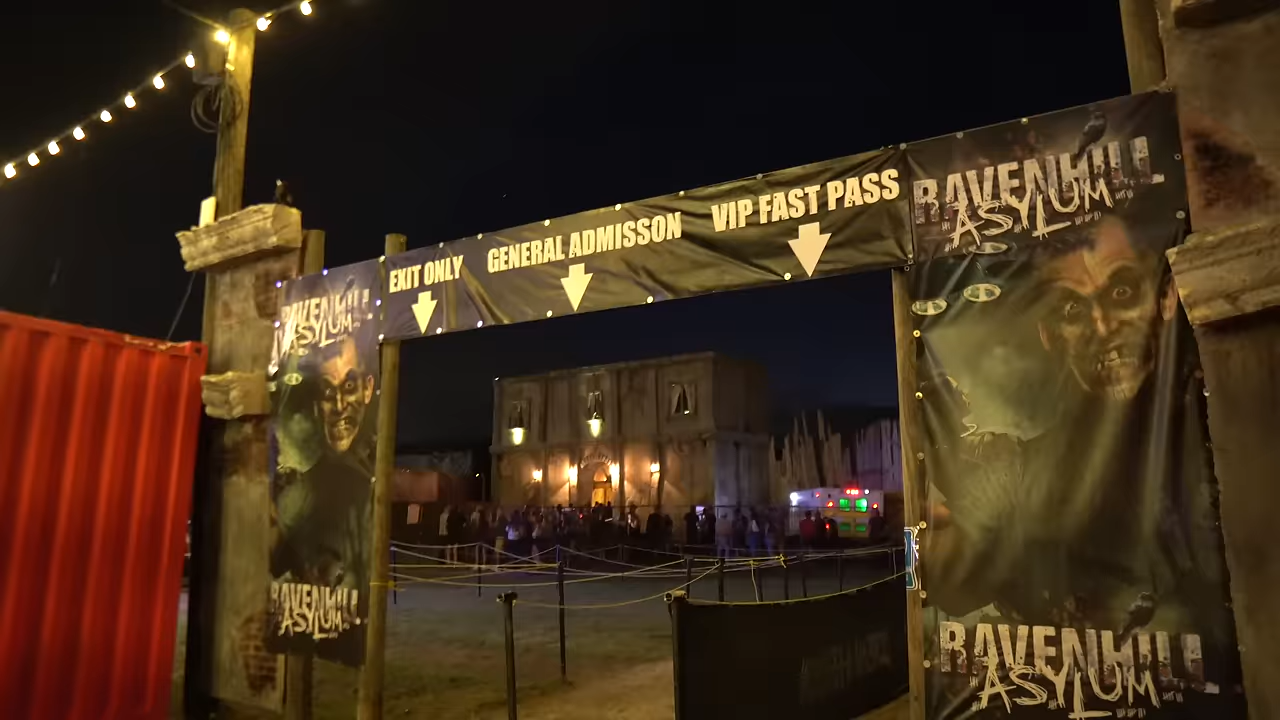 EXIT ONLY
GENERAL ADMISSON
VIP FAST PASS
RAVENHILL
ASYLUM
RAVENHILL
ASYLUM
RAVENHILL
ASYLUM
RAVENHILL
ASYLUM